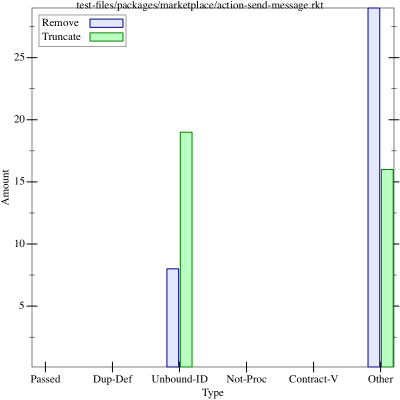 test-files/packages/marketplace/action-send-message.rkt
Remove
Truncate
25
20
15
10
5
Amount
Passed Dup-Def Unbound-ID Not-Proc Contract-V Other
Type